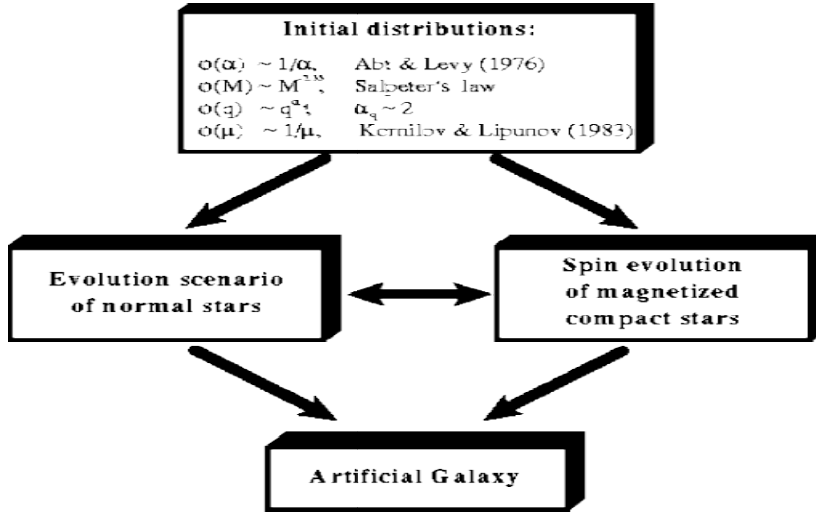 Initial distributions:
φ(α) ~ 1/α, Abt & Levy (1976)
φ(M) ~ M Salpeter's law
φ(q) ~ q α_q ~ 2
φ(μ) ~ 1/μ, Kornilov & Lipunov (1983)
Evolution scenario
of normal stars
Spin evolution
of magnetized
compact stars
Artificial Galaxy